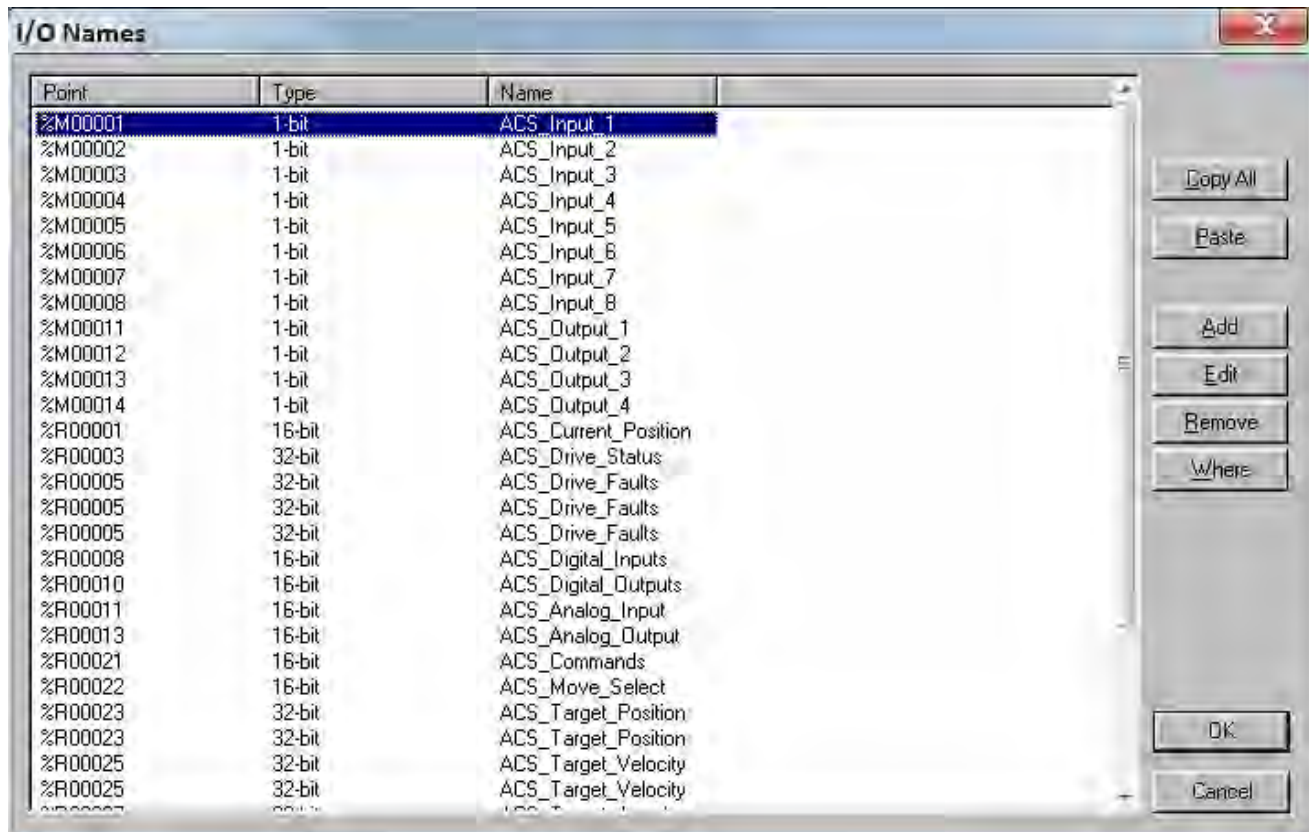 I/O Names
Point Type Name
%M00001 1-bit ACS_Input_1
%M00002 1-bit ACS_Input_2
%M00003 1-bit ACS_Input_3
%M00004 1-bit ACS_Input_4
%M00005 1-bit ACS_Input_5
%M00006 1-bit ACS_Input_6
%M00007 1-bit ACS_Input_7
%M00008 1-bit ACS_Input_8
%M00011 1-bit ACS_Output_1
%M00012 1-bit ACS_Output_2
%M00013 1-bit ACS_Output_3
%M00014 1-bit ACS_Output_4
%R00001 16-bit ACS_Current_Position
%R00003 32-bit ACS_Drive_Status
%R00005 32-bit ACS_Drive_Faults
%R00005 32-bit ACS_Drive_Faults
%R00005 32-bit ACS_Drive_Faults
%R00008 16-bit ACS_Digital_Inputs
%R00010 16-bit ACS_Digital_Outputs
%R00011 16-bit ACS_Analog_Input
%R00013 16-bit ACS_Analog_Output
%R00021 16-bit ACS_Commands
%R00022 16-bit ACS_Move_Select
%R00023 32-bit ACS_Target_Position
%R00023 32-bit ACS_Target_Position
%R00025 32-bit ACS_Target_Velocity
%R00025 32-bit ACS_Target_Velocity
Copy All
Paste
Add
Edit
Remove
Where
OK
Cancel